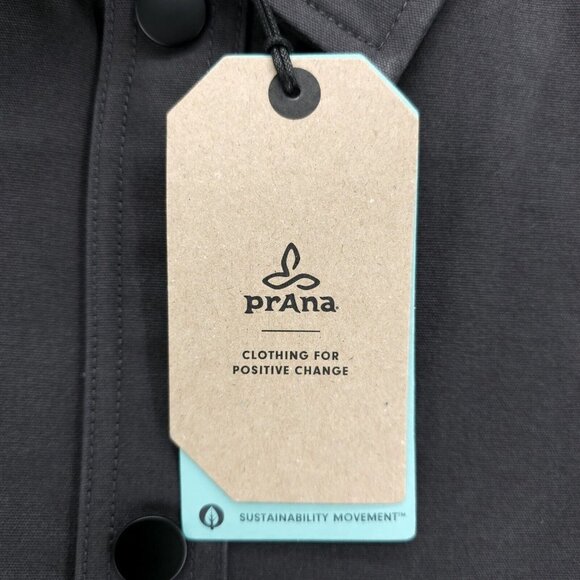 prAna
CLOTHING FOR
POSITIVE CHANGE
SUSTAINABILITY MOVEMENT™